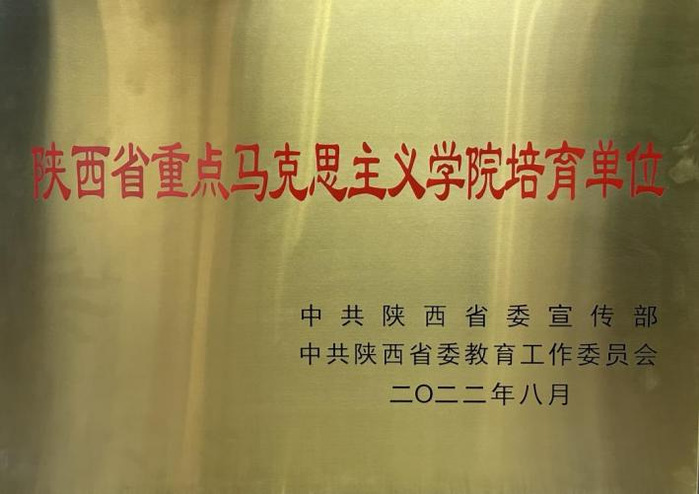 陕西省重点马克思主义学院培育单位
中共陕西省委宣传部
中共陕西省委教育工作委员会
二〇二二年八月